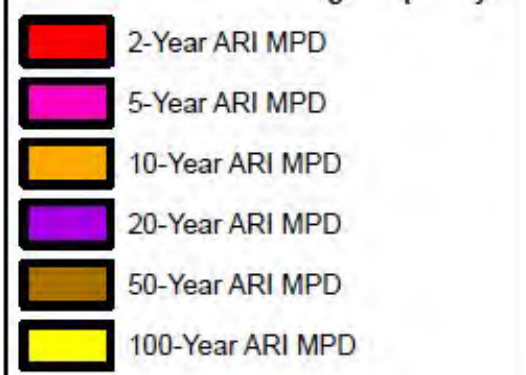 2-Year ARI MPD
5-Year ARI MPD
10-Year ARI MPD
20-Year ARI MPD
50-Year ARI MPD
100-Year ARI MPD